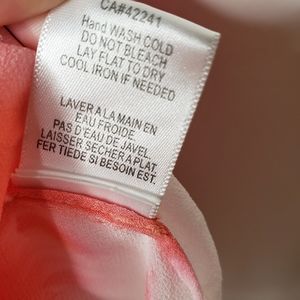 CA#42241
Hand WASH COLD
DO NOT BLEACH
LAY FLAT TO DRY
COOL IRON IF NEEDED
LAVER A LA MAIN EN
EAU FROIDE.
PAS D'EAU DE JAVEL.
LAISSER SECHER A PLAT
FER TIEDE SI BESOIN EST.